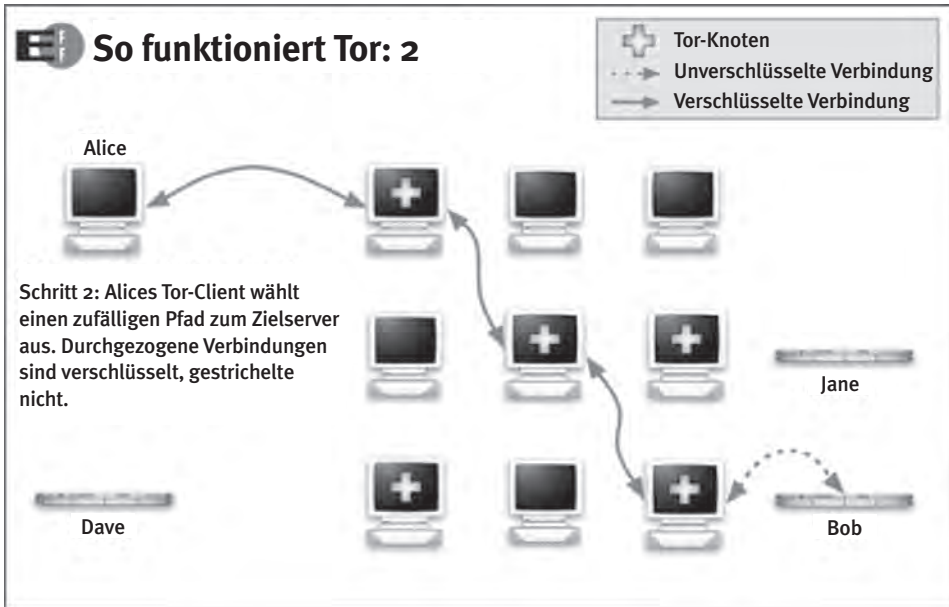 EFF
So funktioniert Tor: 2
Tor-Knoten
Unverschlüsselte Verbindung
Verschlüsselte Verbindung
Alice
Schritt 2: Alices Tor-Client wählt
einen zufälligen Pfad zum Zielserver
aus. Durchgezogene Verbindungen
sind verschlüsselt, gestrichelte
nicht.
Jane
Dave
Bob